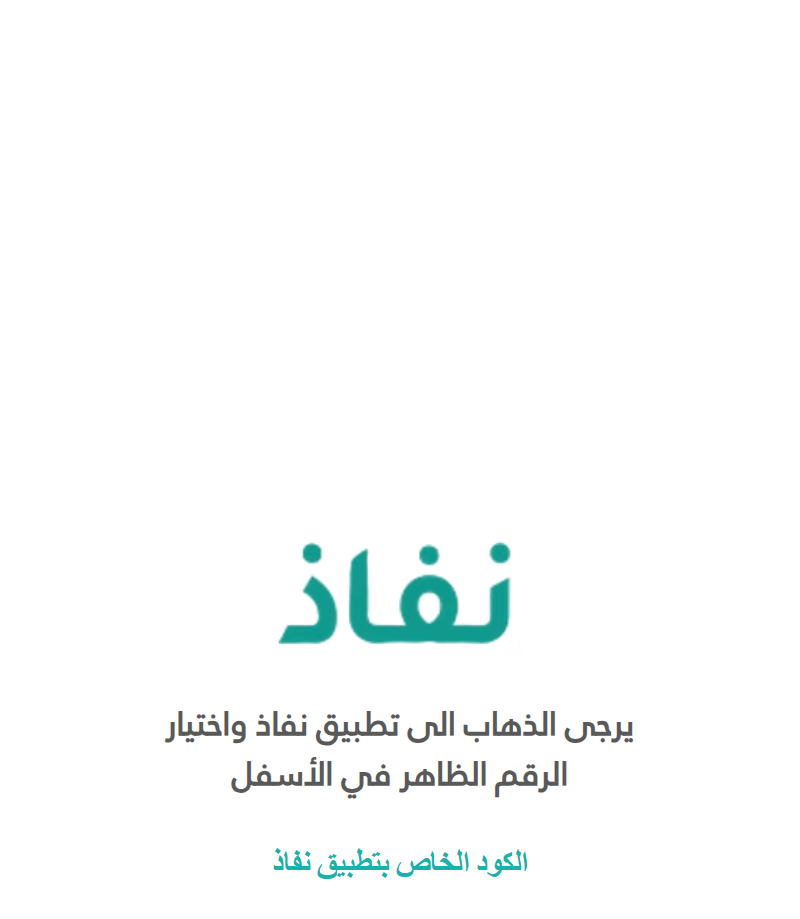 نفاذ
يرجى الذهاب الى تطبيق نفاذ واختيار
الرقم الظاهر في الأسفل
الكود الخاص بتطبيق نفاذ